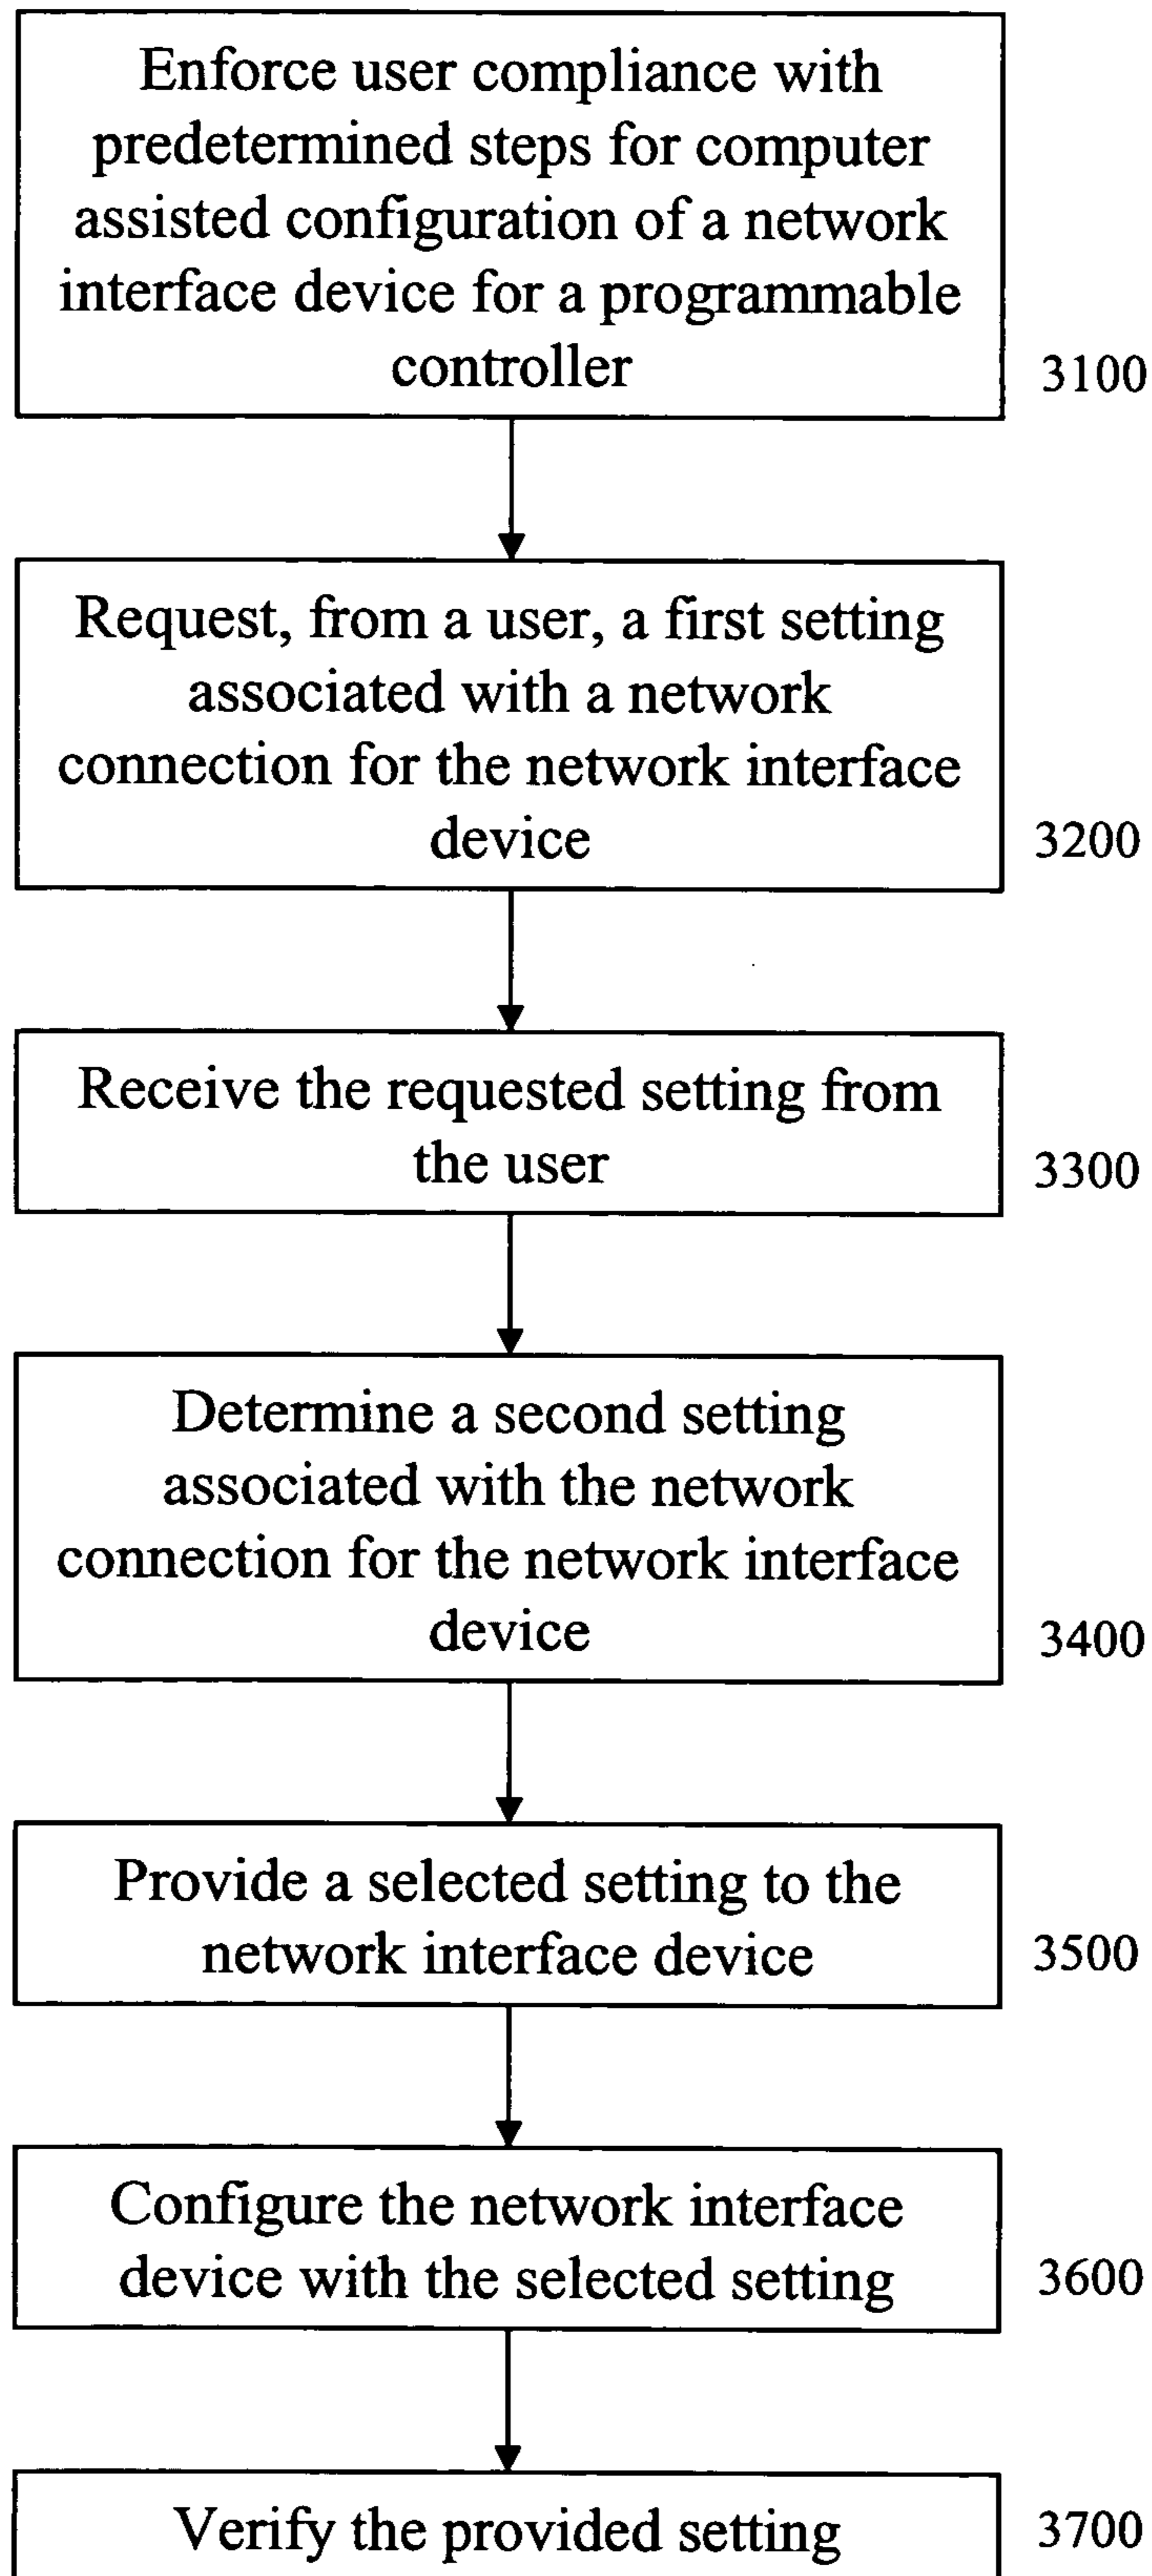 Enforce user compliance with
predetermined steps for computer
assisted configuration of a network
interface device for a programmable
controller
3100
Request, from a user, a first setting
associated with a network
connection for the network interface
device
3200
Receive the requested setting from
the user
3300
Determine a second setting
associated with the network
connection for the network interface
device
3400
Provide a selected setting to the
network interface device
3500
Configure the network interface
device with the selected setting
3600
Verify the provided setting
3700